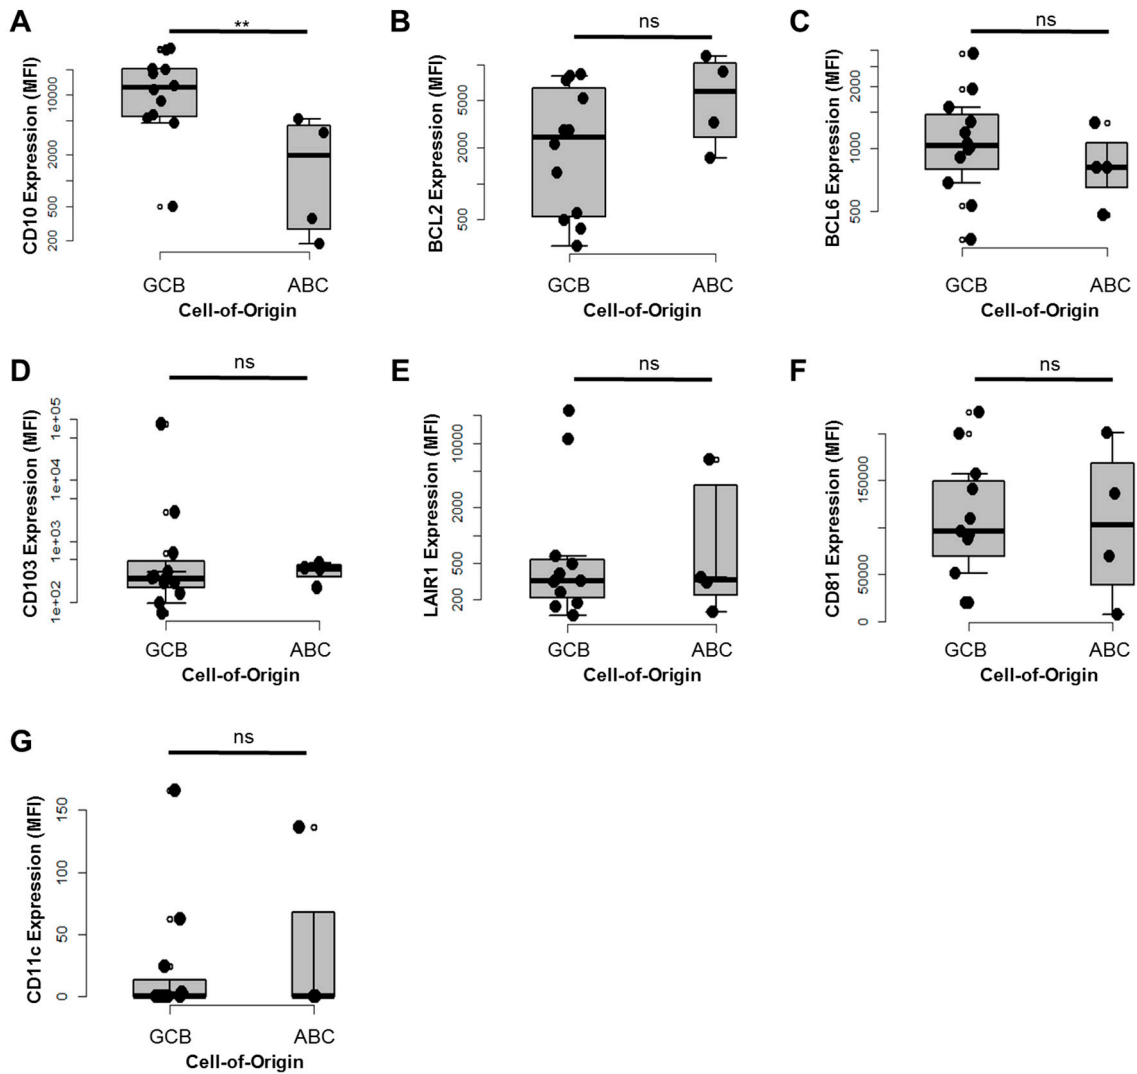 A
**
CD10 Expression (MFI)
10000
2000
500
200
GCB ABC
Cell-of-Origin
B
ns
BCL2 Expression (MFI)
5000
2000
500
GCB ABC
Cell-of-Origin
C
ns
BCL6 Expression (MFI)
2000
1000
500
GCB ABC
Cell-of-Origin
D
ns
CD103 Expression (MFI)
1e+05
1e+04
1e+03
1e+02
GCB ABC
Cell-of-Origin
E
ns
LAIR1 Expression (MFI)
10000
2000
500
200
GCB ABC
Cell-of-Origin
F
ns
CD81 Expression (MFI)
150000
50000
0
GCB ABC
Cell-of-Origin
G
ns
CD11c Expression (MFI)
150
100
50
0
GCB ABC
Cell-of-Origin